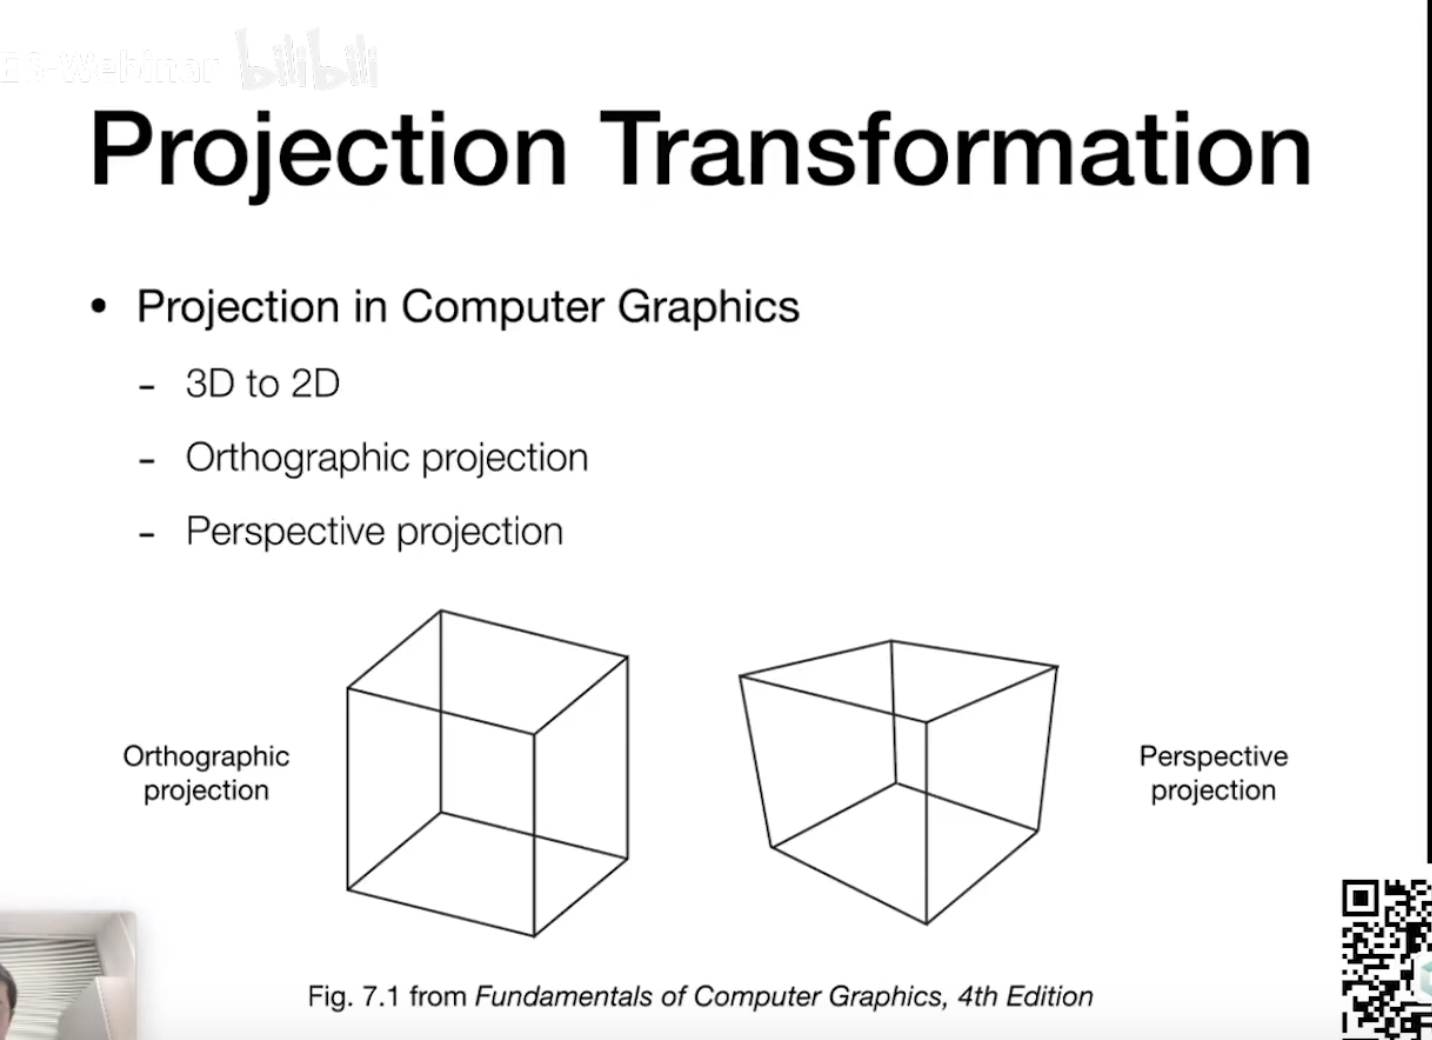 -Webinar bilibili
Projection Transformation
• Projection in Computer Graphics
- 3D to 2D
- Orthographic projection
- Perspective projection
Orthographic
projection
Perspective
projection
Fig. 7.1 from Fundamentals of Computer Graphics, 4th Edition